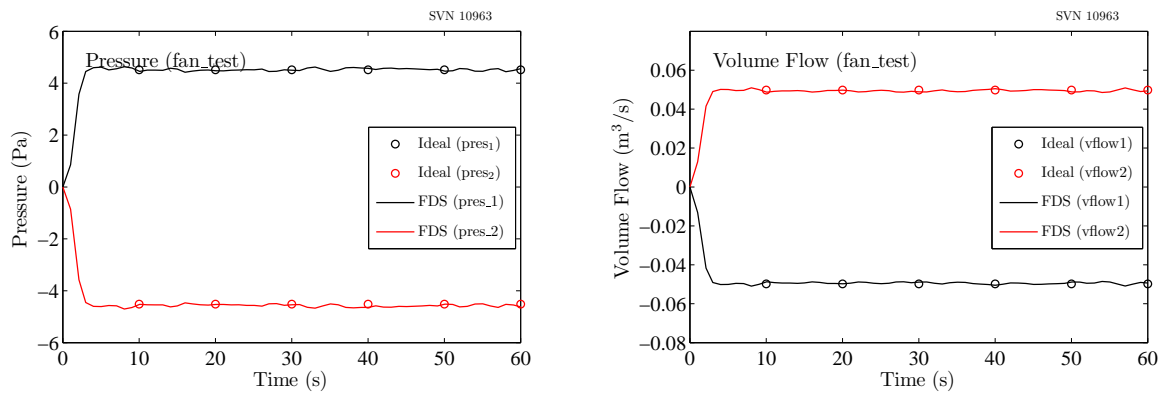 SVN 10963
Pressure (fan_test)
6
4
2
0
−2
−4
−6
Pressure (Pa)
Ideal (pres₁)
Ideal (pres₂)
FDS (pres_1)
FDS (pres_2)
0 10 20 30 40 50 60
Time (s)
SVN 10963
Volume Flow (fan_test)
0.06
0.04
0.02
0
−0.02
−0.04
−0.06
−0.08
Volume Flow (m³/s)
Ideal (vflow1)
Ideal (vflow2)
FDS (vflow1)
FDS (vflow2)
0 10 20 30 40 50 60
Time (s)